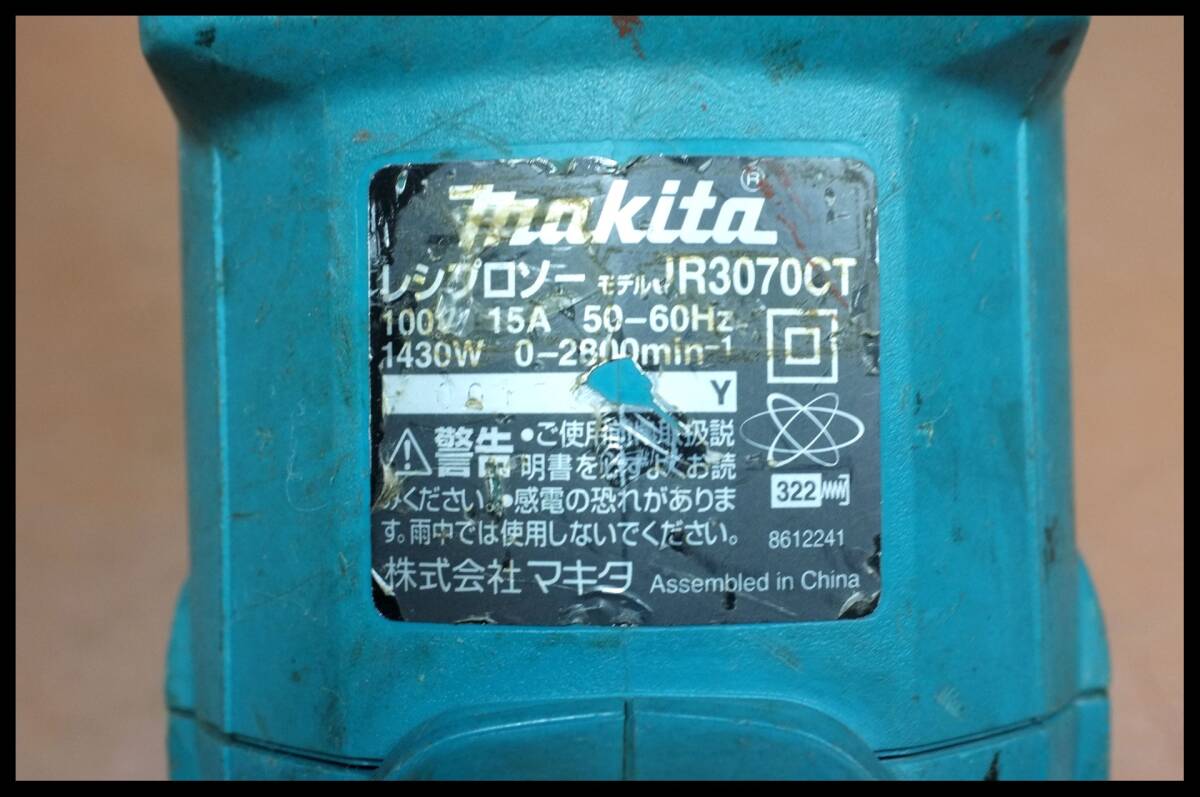 makita®
レシプロソー モデル JR3070CT
100V 15A 50-60Hz
1430W 0-2800min⁻¹
Y
警告 •ご使用前に取扱説
明書を必ずよくお読
みください。•感電の恐れがありま
す。雨中では使用しないでください。
322
8612241
株式会社 マキタ Assembled in China